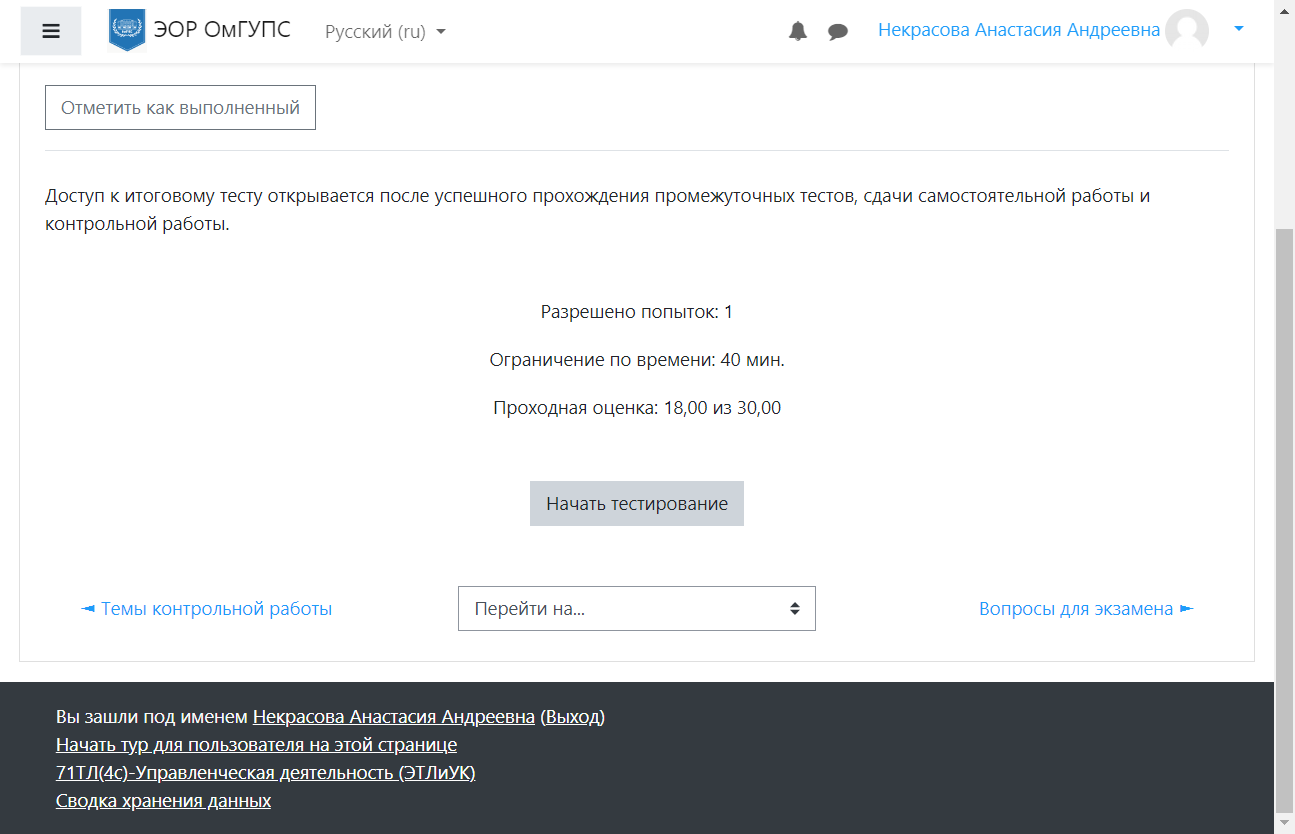 ЭОР ОмГУПС
Русский (ru)
Некрасова Анастасия Андреевна
Отметить как выполненный
Доступ к итоговому тесту открывается после успешного прохождения промежуточных тестов, сдачи самостоятельной работы и
контрольной работы.
Разрешено попыток: 1
Ограничение по времени: 40 мин.
Проходная оценка: 18,00 из 30,00
Начать тестирование
◄ Темы контрольной работы
Перейти на...
Вопросы для экзамена ►
Вы зашли под именем Некрасова Анастасия Андреевна (Выход)
Начать тур для пользователя на этой странице
71ТЛ(4с)-Управленческая деятельность (ЭТЛиУК)
Сводка хранения данных